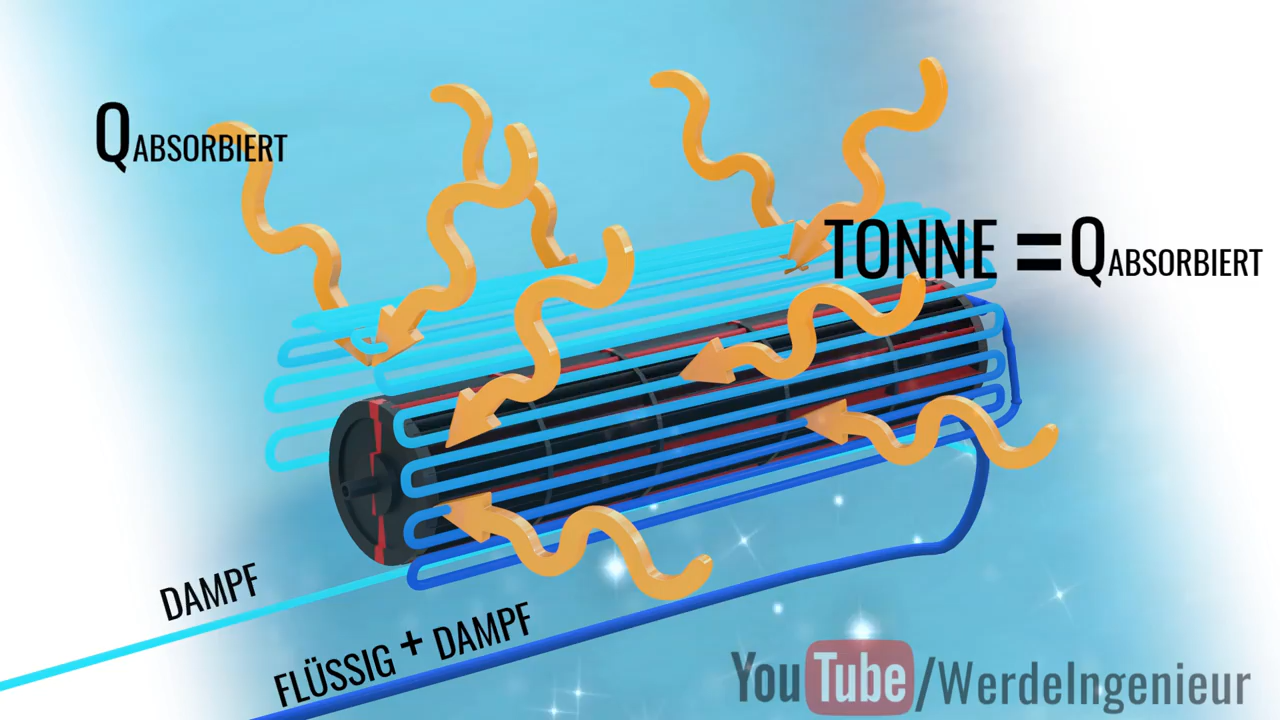 QABSORBIERT
TONNE = QABSORBIERT
DAMPF
FLÜSSIG + DAMPF
YouTube/WerdeIngenieur